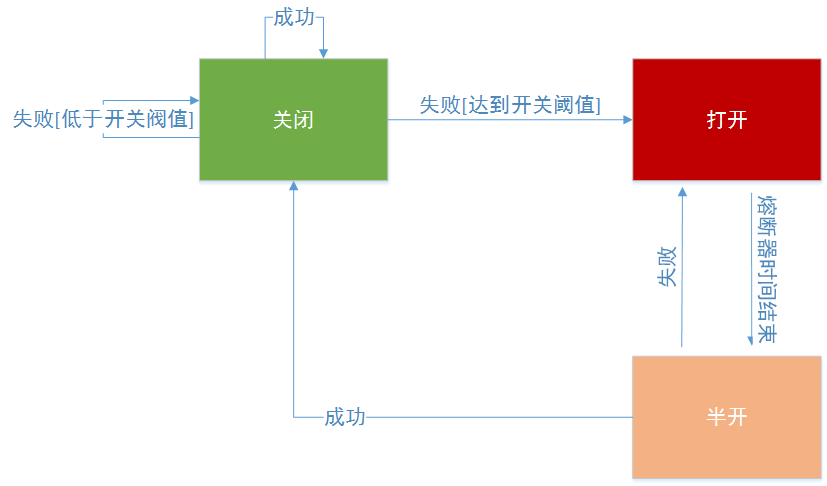 成功
失败[低于开关阀值]
关闭
失败[达到开关阈值]
打开
失败
熔断器时间结束
成功
半开